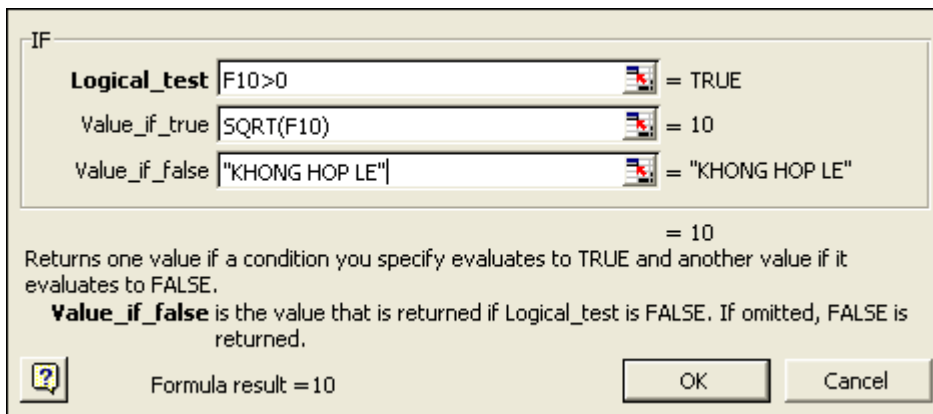 IF
Logical_test F10>0 = TRUE
Value_if_true SQRT(F10) = 10
Value_if_false "KHONG HOP LE" = "KHONG HOP LE"
= 10
Returns one value if a condition you specify evaluates to TRUE and another value if it
evaluates to FALSE.
Value_if_false is the value that is returned if Logical_test is FALSE. If omitted, FALSE is
returned.
Formula result =10
OK
Cancel